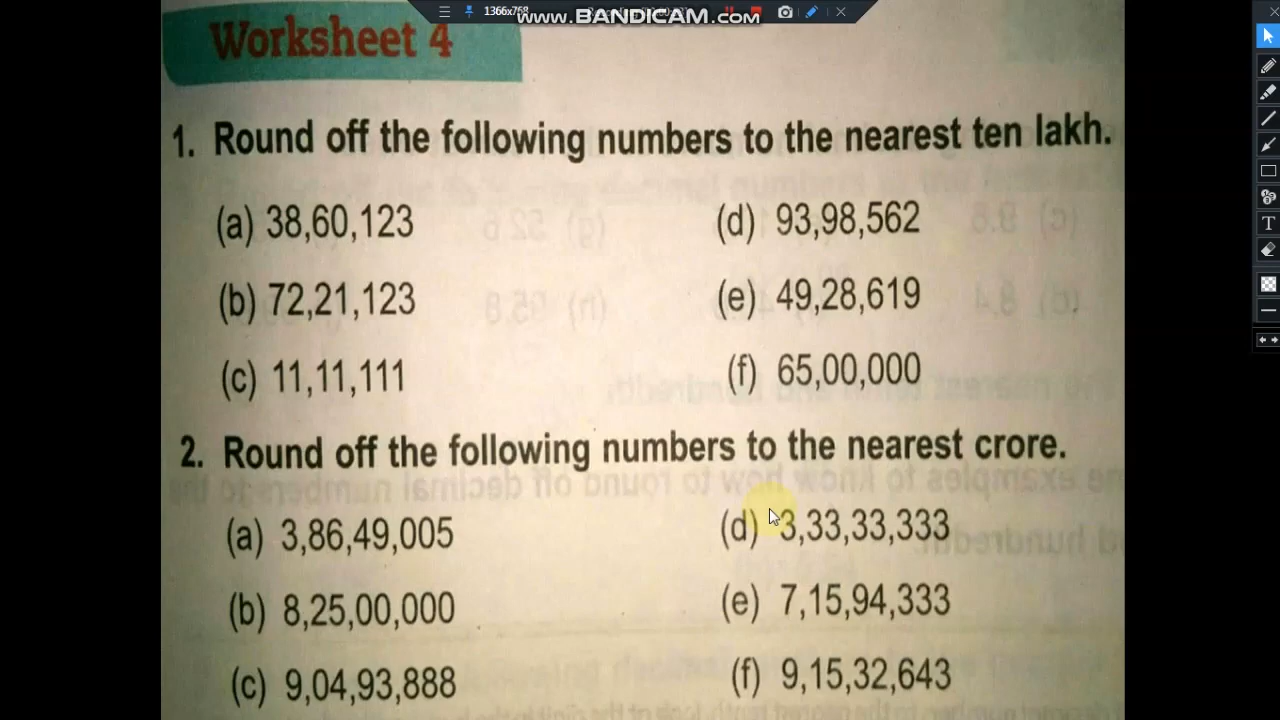 1366x768
www.BANDICAM.com
Worksheet 4
1. Round off the following numbers to the nearest ten lakh.
(a) 38,60,123 (d) 93,98,562
(b) 72,21,123 (e) 49,28,619
(c) 11,11,111 (f) 65,00,000
2. Round off the following numbers to the nearest crore.
(a) 3,86,49,005 (d) 3,33,33,333
(b) 8,25,00,000 (e) 7,15,94,333
(c) 9,04,93,888 (f) 9,15,32,643